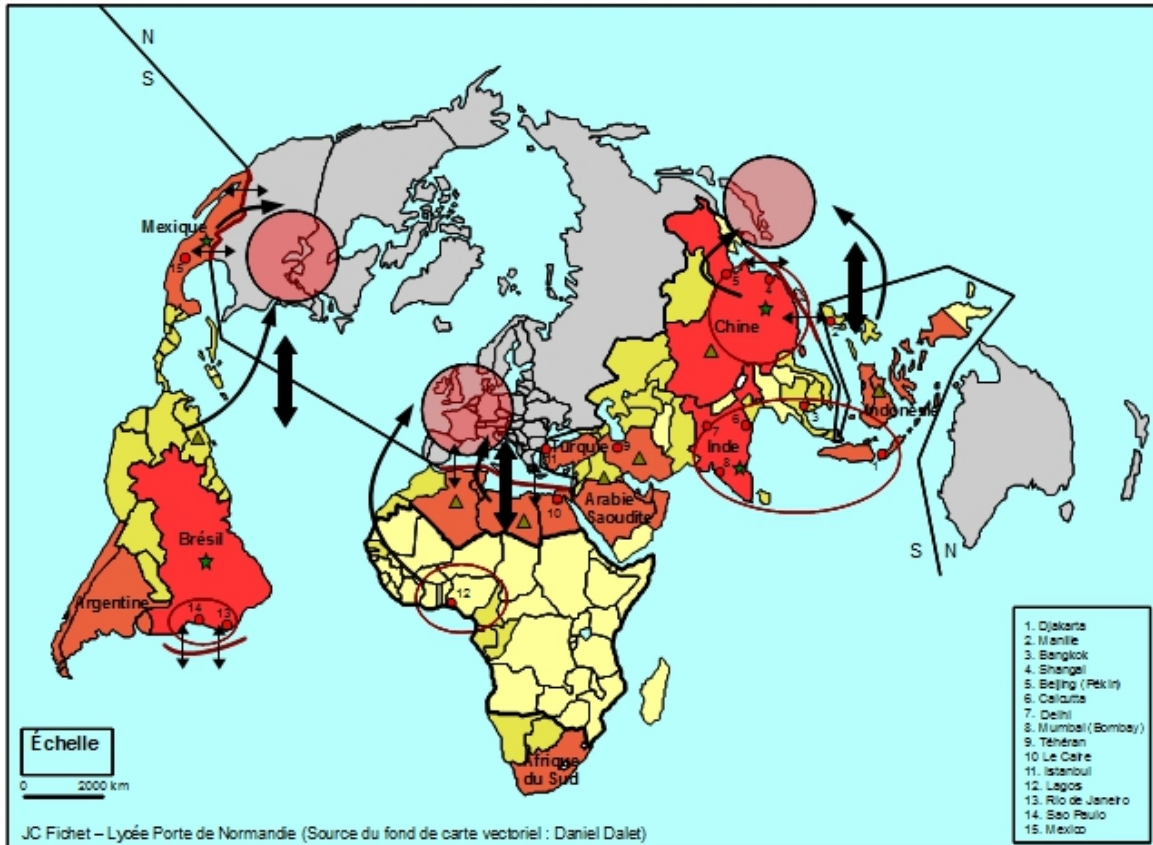 N
S
Mexique
15
5
4
Chine
2
3
Indonésie
1
7
6
Inde
8
11
Turquie
9
Arabie
Saoudite
10
12
Brésil
Argentine
14
13
Afrique
du Sud
S
N
Échelle
0 2000 km
1. Djakarta
2. Manille
3. Bangkok
4. Shangaï
5. Beijing (Pékin)
6. Calcutta
7. Delhi
8. Mumbaï (Bombay)
9. Téhéran
10 Le Caire
11. Istanbul
12. Lagos
13. Rio de Janeiro
14. Sao Paulo
15. Mexico
JC Fichet – Lycée Porte de Normandie (Source du fond de carte vectoriel : Daniel Dalet)